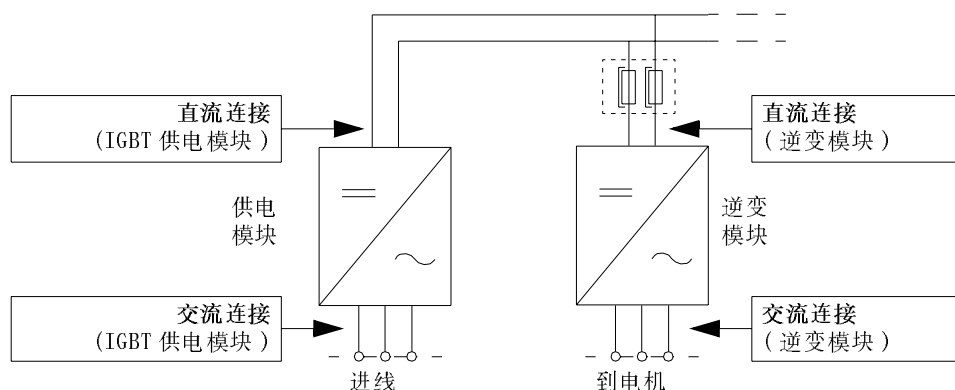 直流连接
(IGBT 供电模块)
直流连接
(逆变模块)
供电
模块
逆变
模块
交流连接
(IGBT 供电模块)
交流连接
(逆变模块)
进线
到电机